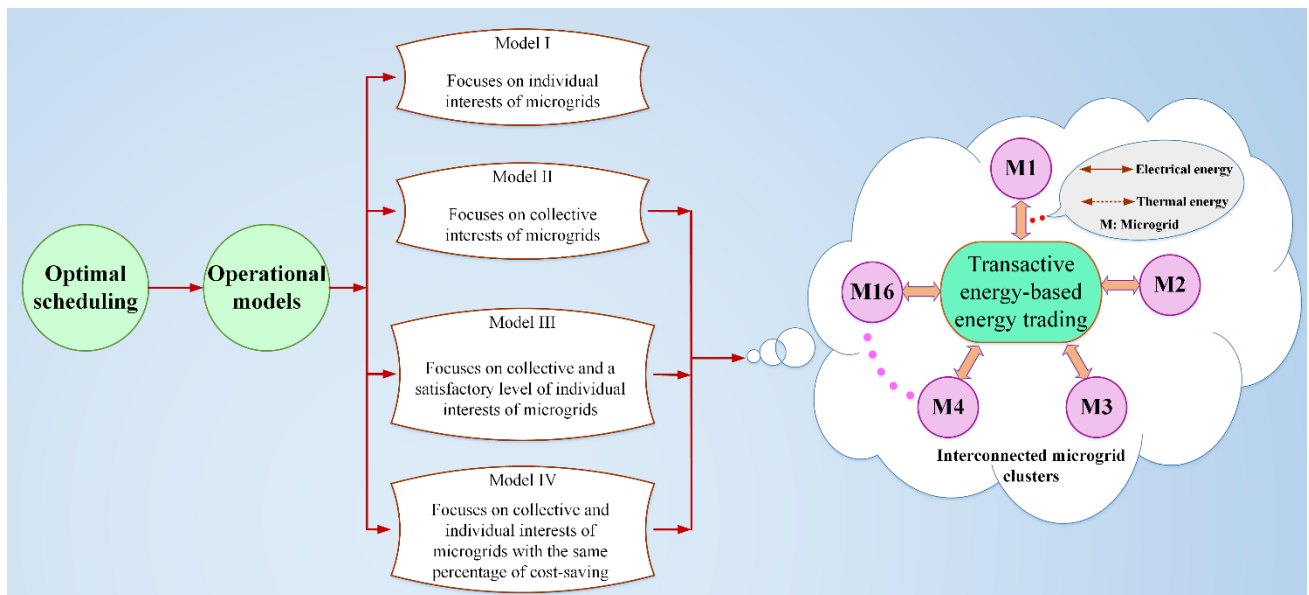 Optimal
scheduling
Operational
models
Model I
Focuses on individual
interests of microgrids
Model II
Focuses on collective
interests of microgrids
Model III
Focuses on collective and a
satisfactory level of individual
interests of microgrids
Model IV
Focuses on collective and
individual interests of
microgrids with the same
percentage of cost-saving
M1
Electrical energy
Thermal energy
M: Microgrid
Transactive
energy-based
energy trading
M16
M2
M4
M3
Interconnected microgrid
clusters